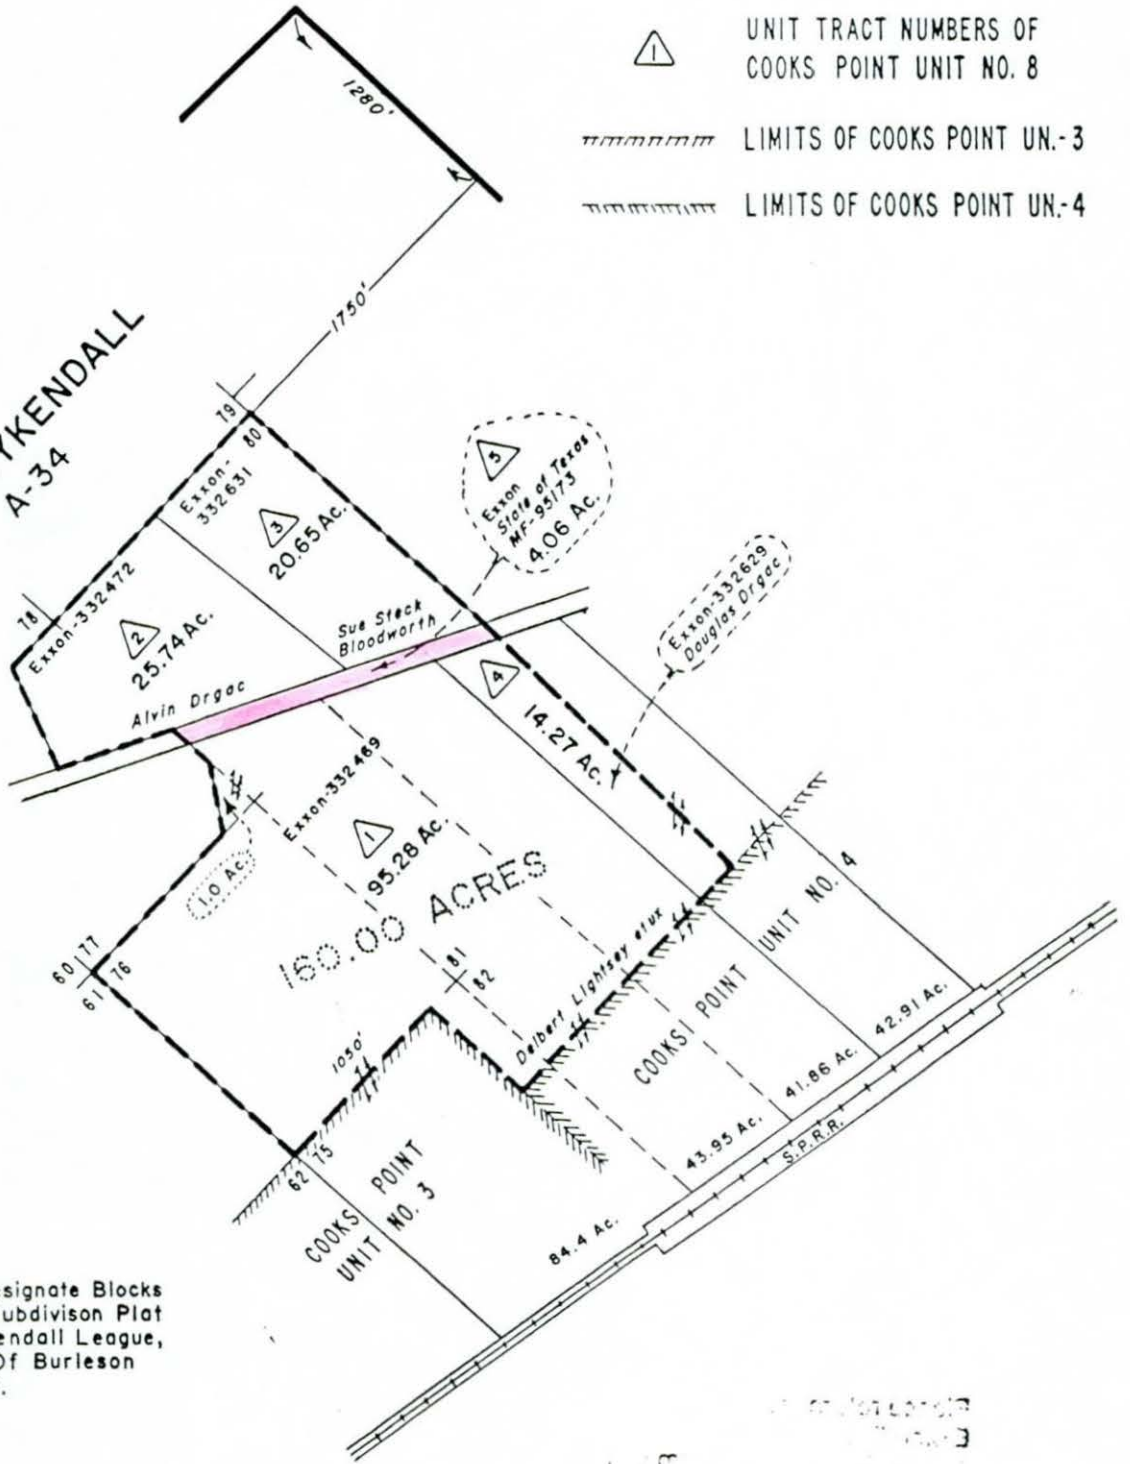 1
UNIT TRACT NUMBERS OF
COOKS POINT UNIT NO. 8
LIMITS OF COOKS POINT UN.-3
LIMITS OF COOKS POINT UN.-4
1280'
1750'
YKENDALL
A-34
79
80
Exxon-
332631
3
20.65 Ac.
5
Exxon
State of Texas
MF-95173
4.06 Ac.
Exxon-332629
Douglas Drgac
78
Exxon-332472
2
25.74 Ac.
Sue Steck
Bloodworth
Alvin Drgac
4
14.27 Ac.
Exxon-332469
1
95.28 Ac.
1.0 Ac.
160.00 ACRES
60
77
61
76
81
82
Delbert Lightsey etux
1050'
COOKS POINT UNIT NO. 4
42.91 Ac.
41.86 Ac.
43.95 Ac.
S.P.R.R.
62
75
COOKS POINT
UNIT NO. 3
84.4 Ac.
signate Blocks
ubdivison Plat
endall League,
Of Burleson
.